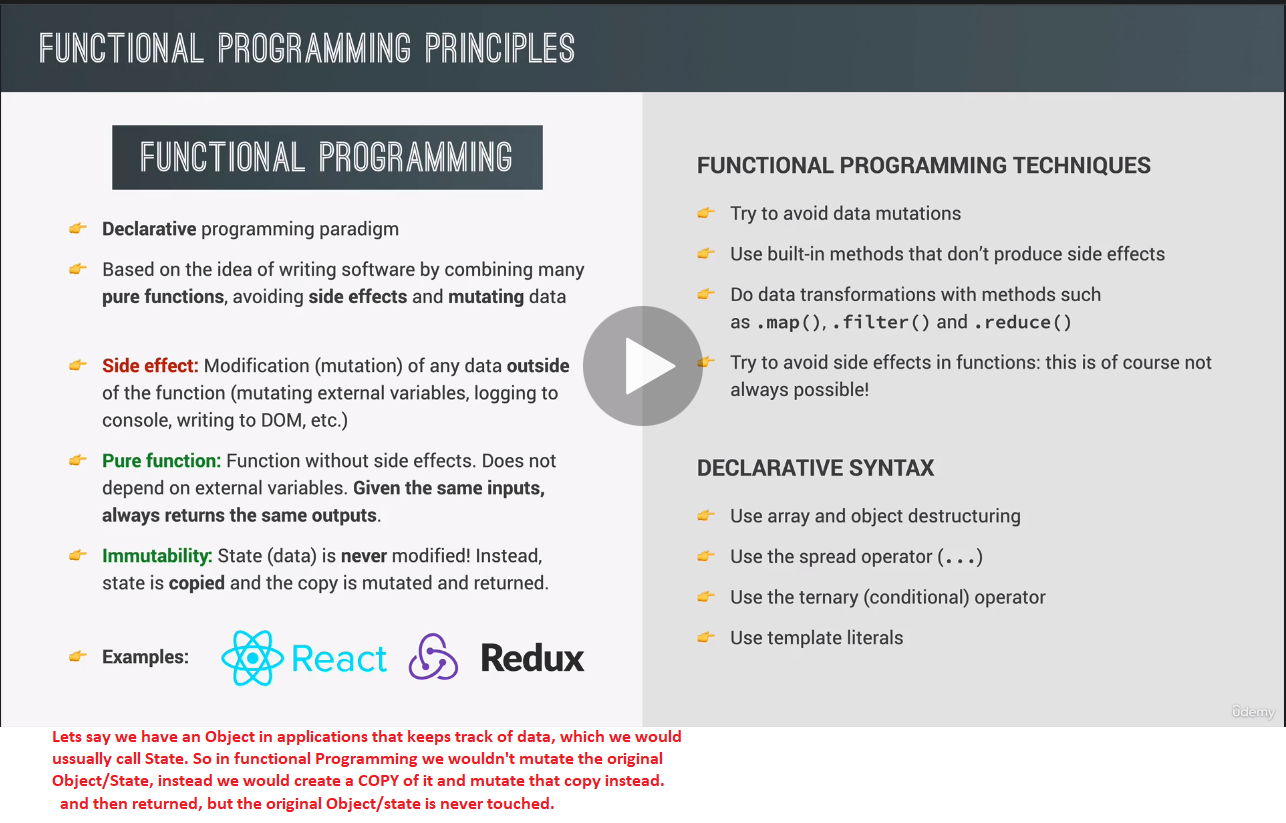 FUNCTIONAL PROGRAMMING PRINCIPLES
FUNCTIONAL PROGRAMMING
Declarative programming paradigm
Based on the idea of writing software by combining many
pure functions, avoiding side effects and mutating data
Side effect: Modification (mutation) of any data outside
of the function (mutating external variables, logging to
console, writing to DOM, etc.)
Pure function: Function without side effects. Does not
depend on external variables. Given the same inputs,
always returns the same outputs.
Immutability: State (data) is never modified! Instead,
state is copied and the copy is mutated and returned.
Examples: React Redux
FUNCTIONAL PROGRAMMING TECHNIQUES
Try to avoid data mutations
Use built-in methods that don’t produce side effects
Do data transformations with methods such
as .map(), .filter() and .reduce()
Try to avoid side effects in functions: this is of course not
always possible!
DECLARATIVE SYNTAX
Use array and object destructuring
Use the spread operator (...)
Use the ternary (conditional) operator
Use template literals
ûdemy
Lets say we have an Object in applications that keeps track of data, which we would
ussually call State. So in functional Programming we wouldn't mutate the original
Object/State, instead we would create a COPY of it and mutate that copy instead.
and then returned, but the original Object/state is never touched.